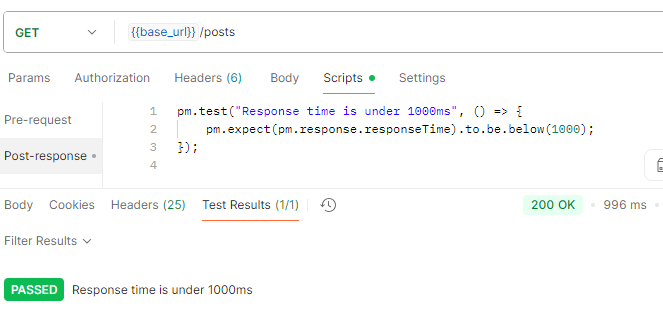 GET {{base_url}}/posts
Params Authorization Headers (6) Body Scripts Settings
Pre-request
Post-response
1 pm.test("Response time is under 1000ms", () => {
2 pm.expect(pm.response.responseTime).to.be.below(1000);
3 });
4
Body Cookies Headers (25) Test Results (1/1) 200 OK 996 ms
Filter Results
PASSED Response time is under 1000ms